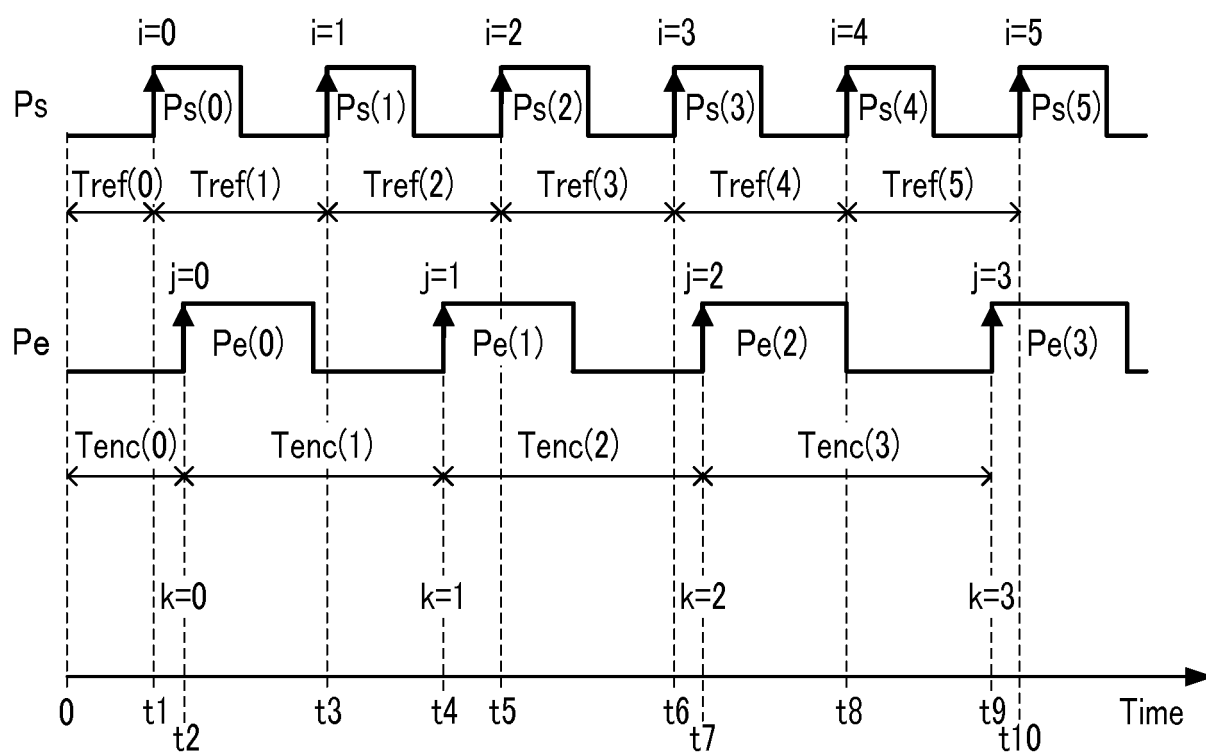 i=0 i=1 i=2 i=3 i=4 i=5
Ps Ps(0) Ps(1) Ps(2) Ps(3) Ps(4) Ps(5)
Tref(0) Tref(1) Tref(2) Tref(3) Tref(4) Tref(5)
j=0 j=1 j=2 j=3
Pe Pe(0) Pe(1) Pe(2) Pe(3)
Tenc(0) Tenc(1) Tenc(2) Tenc(3)
k=0 k=1 k=2 k=3
0 t1 t3 t4 t5 t6 t8 t9 Time
t2 t7 t10